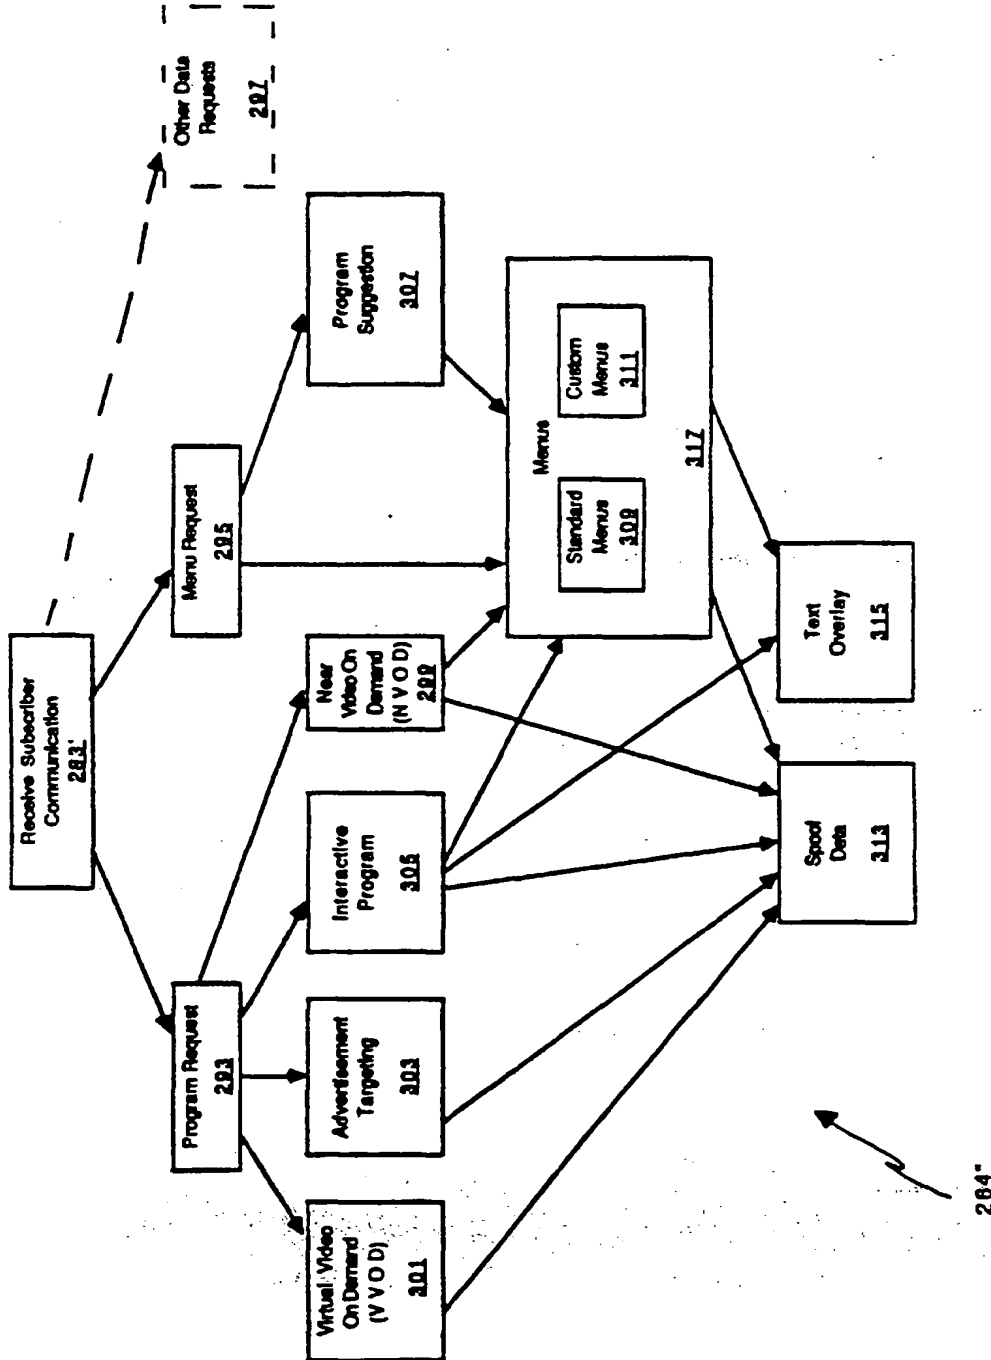 Receive Subscriber
Communication
283'
Other Data
Requests
297
Program Request
293
Menu Request
295
Virtual Video
On Demand
(V V O D)
301
Advertisement
Targeting
303
Interactive
Program
305
Near
Video On
Demand
(N V O D)
299
Program
Suggestion
307
Menus
Standard
Menus
309
Custom
Menus
311
317
Spool
Data
313
Text
Overlay
315
284"